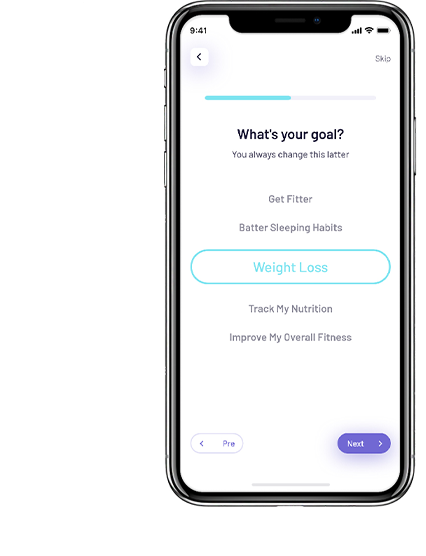 9:41
Skip
What's your goal?
You always change this latter
Get Fitter
Batter Sleeping Habits
Weight Loss
Track My Nutrition
Improve My Overall Fitness
Pre
Next